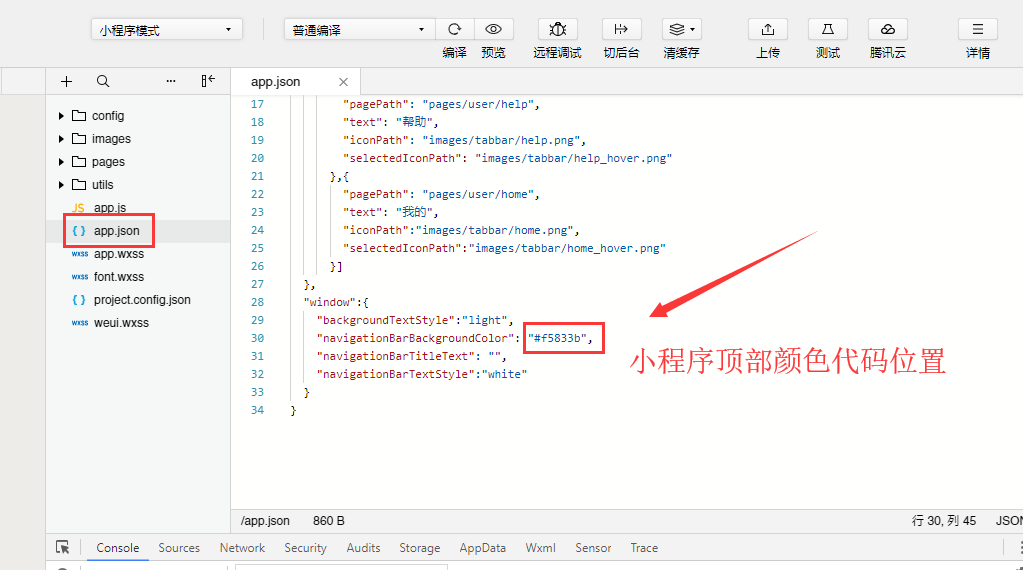 小程序模式
普通编译
编译
预览
远程调试
切后台
清缓存
上传
测试
腾讯云
详情
app.json
config
images
pages
utils
JS app.js
{ } app.json
wxss app.wxss
wxss font.wxss
{ } project.config.json
wxss weui.wxss
17 "pagePath": "pages/user/help",
18 "text": "帮助",
19 "iconPath": "images/tabbar/help.png",
20 "selectedIconPath": "images/tabbar/help_hover.png"
21 },{
22 "pagePath": "pages/user/home",
23 "text": "我的",
24 "iconPath":"images/tabbar/home.png",
25 "selectedIconPath":"images/tabbar/home_hover.png"
26 }]
27 },
28 "window":{
29 "backgroundTextStyle":"light",
30 "navigationBarBackgroundColor": "#f5833b",
31 "navigationBarTitleText": "",
32 "navigationBarTextStyle":"white"
33 }
34 }
小程序顶部颜色代码位置
/app.json 860 B
行 30, 列 45
Console Sources Network Security Audits Storage AppData Wxml Sensor Trace